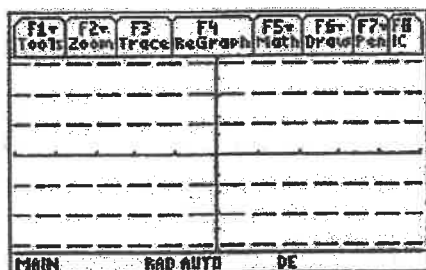 F1 F2 F3 F4 F5 F6 F7 F8
Tools Zoom Trace ReGraph Math Draw Pen IC
MAIN RAD AUTO DE